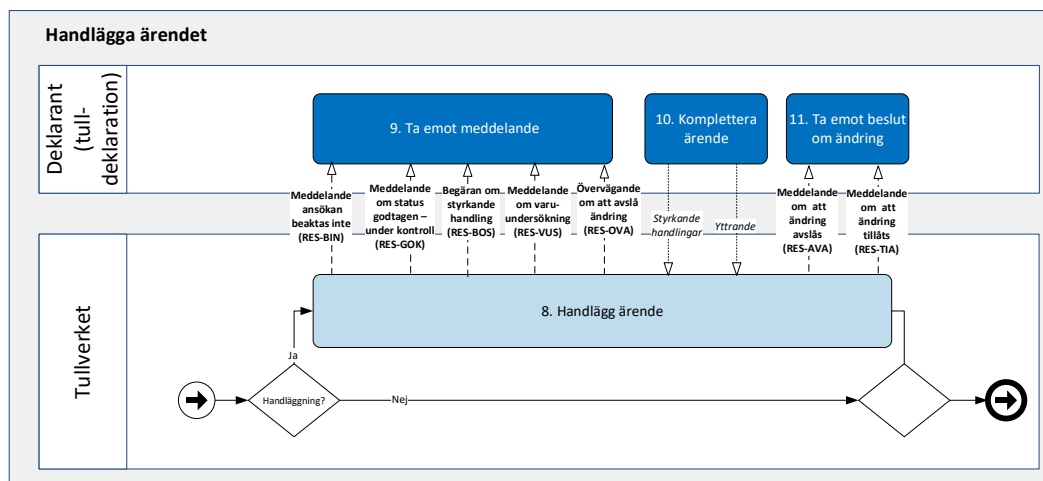 Handlägga ärendet
Deklarant
(tull-
deklaration)
9. Ta emot meddelande
10. Komplettera
ärende
11. Ta emot beslut
om ändring
Meddelande
ansökan
beaktas inte
(RES-BIN)
Meddelande
om status
godtagen –
under kontroll
(RES-GOK)
Begäran om
styrkande
handling
(RES-BOS)
Meddelande
om varu-
undersökning
(RES-VUS)
Övervägande
om att avslå
ändring
(RES-OVA)
Styrkande
handlingar
Yttrande
Meddelande
om att
ändring
avslås
(RES-AVA)
Meddelande
om att
ändring
tillåts
(RES-TIA)
Tullverket
8. Handlägg ärende
Ja
Handläggning?
Nej